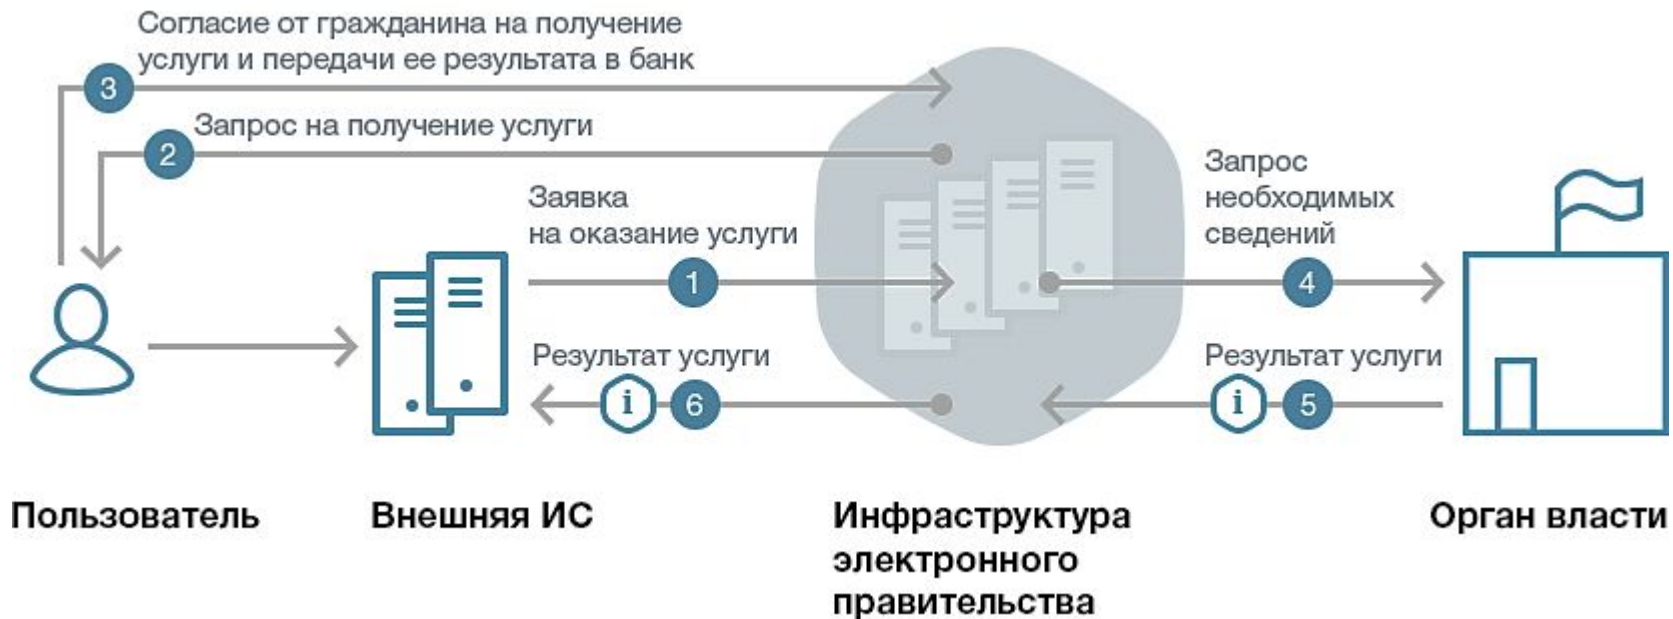 Согласие от гражданина на получение
услуги и передачи ее результата в банк
3
Запрос на получение услуги
2
Заявка
на оказание услуги
1
Запрос
необходимых
сведений
4
Результат услуги
i 6
Результат услуги
i 5
Пользователь
Внешняя ИС
Инфраструктура
электронного
правительства
Орган власти